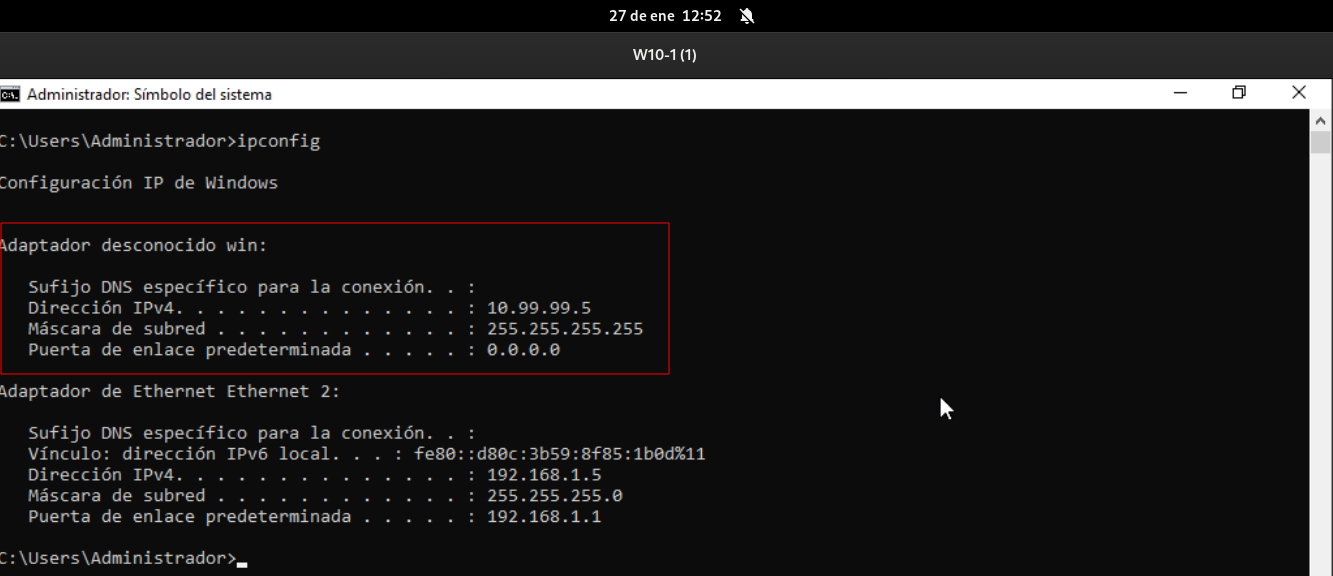 27 de ene 12:52
W10-1 (1)
Administrador: Símbolo del sistema
C:\Users\Administrador>ipconfig
Configuración IP de Windows
Adaptador desconocido win:
Sufijo DNS específico para la conexión. . :
Dirección IPv4. . . . . . . . . . . . . . : 10.99.99.5
Máscara de subred . . . . . . . . . . . . : 255.255.255.255
Puerta de enlace predeterminada . . . . . : 0.0.0.0
Adaptador de Ethernet Ethernet 2:
Sufijo DNS específico para la conexión. . :
Vínculo: dirección IPv6 local. . . : fe80::d80c:3b59:8f85:1b0d%11
Dirección IPv4. . . . . . . . . . . . . . : 192.168.1.5
Máscara de subred . . . . . . . . . . . . : 255.255.255.0
Puerta de enlace predeterminada . . . . . : 192.168.1.1
C:\Users\Administrador>